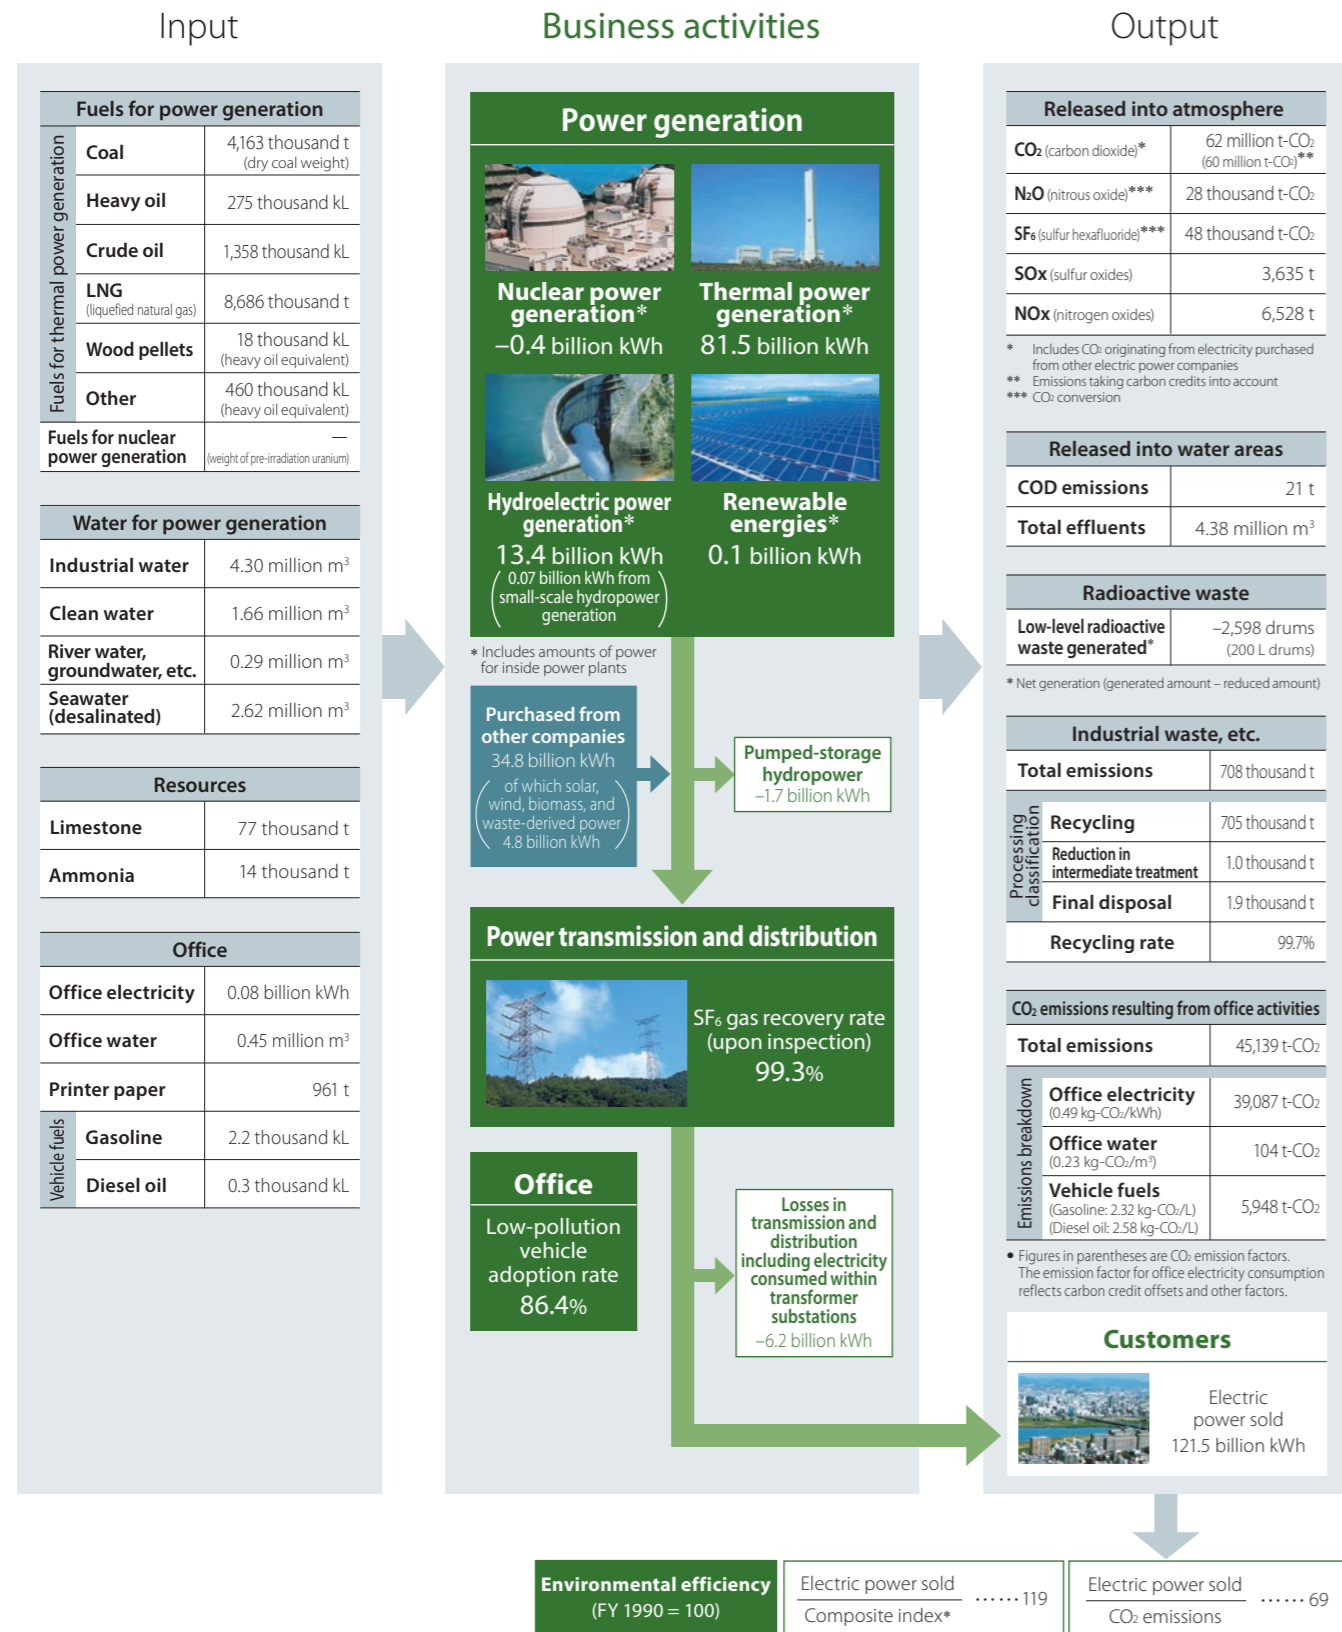 Input
Fuels for power generation
Fuels for thermal power generation
Coal
4,163 thousand t
(dry coal weight)
Heavy oil
275 thousand kL
Crude oil
1,358 thousand kL
LNG
(liquefied natural gas)
8,686 thousand t
Wood pellets
18 thousand kL
(heavy oil equivalent)
Other
460 thousand kL
(heavy oil equivalent)
Fuels for nuclear
power generation
—
(weight of pre-irradiation uranium)
Water for power generation
Industrial water
4.30 million m³
Clean water
1.66 million m³
River water,
groundwater, etc.
0.29 million m³
Seawater
(desalinated)
2.62 million m³
Resources
Limestone
77 thousand t
Ammonia
14 thousand t
Office
Office electricity
0.08 billion kWh
Office water
0.45 million m³
Printer paper
961 t
Vehicle fuels
Gasoline
2.2 thousand kL
Diesel oil
0.3 thousand kL
Business activities
Power generation
Nuclear power
generation*
–0.4 billion kWh
Thermal power
generation*
81.5 billion kWh
Hydroelectric power
generation*
13.4 billion kWh
(0.07 billion kWh from
small-scale hydropower
generation)
Renewable
energies*
0.1 billion kWh
* Includes amounts of power
for inside power plants
Purchased from
other companies
34.8 billion kWh
(of which solar,
wind, biomass, and
waste-derived power
4.8 billion kWh)
Pumped-storage
hydropower
–1.7 billion kWh
Power transmission and distribution
SF₆ gas recovery rate
(upon inspection)
99.3%
Office
Low-pollution
vehicle
adoption rate
86.4%
Losses in
transmission and
distribution
including electricity
consumed within
transformer
substations
–6.2 billion kWh
Output
Released into atmosphere
CO₂ (carbon dioxide)*
62 million t-CO₂
(60 million t-CO₂)**
N₂O (nitrous oxide)***
28 thousand t-CO₂
SF₆ (sulfur hexafluoride)***
48 thousand t-CO₂
SOx (sulfur oxides)
3,635 t
NOx (nitrogen oxides)
6,528 t
* Includes CO₂ originating from electricity purchased
from other electric power companies
** Emissions taking carbon credits into account
*** CO₂ conversion
Released into water areas
COD emissions
21 t
Total effluents
4.38 million m³
Radioactive waste
Low-level radioactive
waste generated*
–2,598 drums
(200 L drums)
* Net generation (generated amount – reduced amount)
Industrial waste, etc.
Total emissions
708 thousand t
Processing
classification
Recycling
705 thousand t
Reduction in
intermediate treatment
1.0 thousand t
Final disposal
1.9 thousand t
Recycling rate
99.7%
CO₂ emissions resulting from office activities
Total emissions
45,139 t-CO₂
Emissions breakdown
Office electricity
(0.49 kg-CO₂/kWh)
39,087 t-CO₂
Office water
(0.23 kg-CO₂/m³)
104 t-CO₂
Vehicle fuels
(Gasoline: 2.32 kg-CO₂/L)
(Diesel oil: 2.58 kg-CO₂/L)
5,948 t-CO₂
● Figures in parentheses are CO₂ emission factors.
The emission factor for office electricity consumption
reflects carbon credit offsets and other factors.
Customers
Electric
power sold
121.5 billion kWh
Environmental efficiency
(FY 1990 = 100)
Electric power sold
Composite index*
······119
Electric power sold
CO₂ emissions
······69